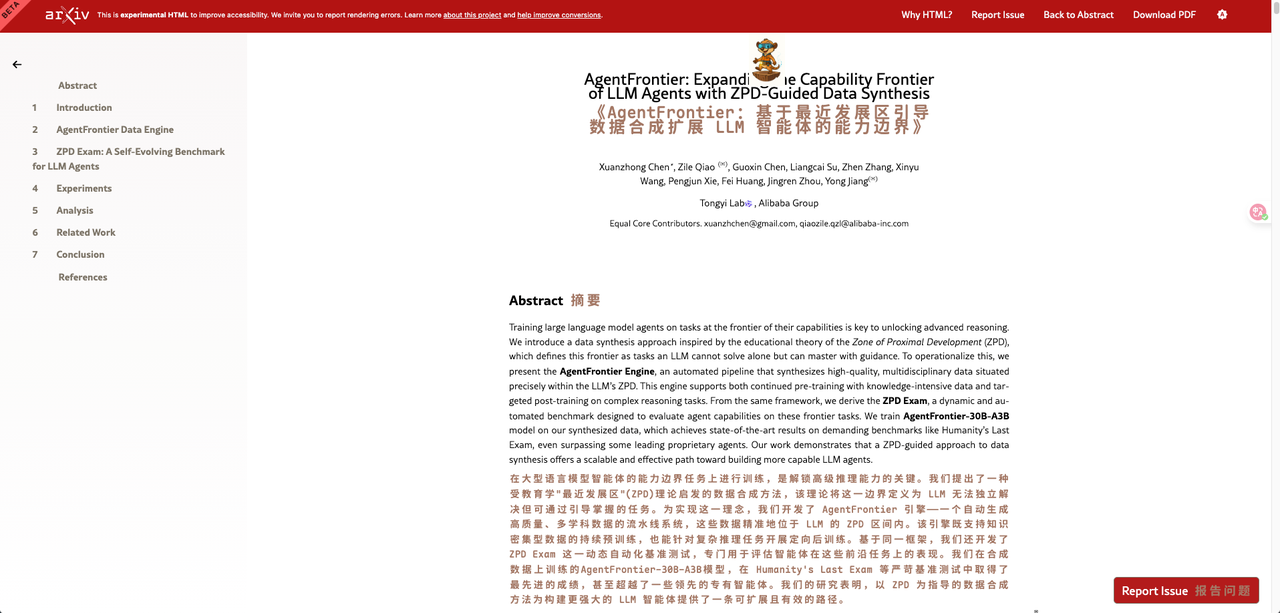 BETA
arXiv
This is experimental HTML to improve accessibility. We invite you to report rendering errors. Learn more about this project and help improve conversions.
Why HTML? Report Issue Back to Abstract Download PDF
Abstract
1 Introduction
2 AgentFrontier Data Engine
3 ZPD Exam: A Self-Evolving Benchmark
for LLM Agents
4 Experiments
5 Analysis
6 Related Work
7 Conclusion
References
AgentFrontier: Expandi e Capability Frontier
of LLM Agents with ZPD-Guided Data Synthesis
《AgentFrontier: 基于最近发展区引导
数据合成扩展 LLM 智能体的能力边界》
Xuanzhong Chen*, Zile Qiao (✉), Guoxin Chen, Liangcai Su, Zhen Zhang, Xinyu
Wang, Pengjun Xie, Fei Huang, Jingren Zhou, Yong Jiang(✉)
Tongyi Lab , Alibaba Group
Equal Core Contributors. xuanzhchen@gmail.com, qiaozile.qzl@alibaba-inc.com
Abstract 摘要
Training large language model agents on tasks at the frontier of their capabilities is key to unlocking advanced reasoning.
We introduce a data synthesis approach inspired by the educational theory of the Zone of Proximal Development (ZPD),
which defines this frontier as tasks an LLM cannot solve alone but can master with guidance. To operationalize this, we
present the AgentFrontier Engine, an automated pipeline that synthesizes high-quality, multidisciplinary data situated
precisely within the LLM's ZPD. This engine supports both continued pre-training with knowledge-intensive data and tar-
geted post-training on complex reasoning tasks. From the same framework, we derive the ZPD Exam, a dynamic and au-
tomated benchmark designed to evaluate agent capabilities on these frontier tasks. We train AgentFrontier-30B-A3B
model on our synthesized data, which achieves state-of-the-art results on demanding benchmarks like Humanity's Last
Exam, even surpassing some leading proprietary agents. Our work demonstrates that a ZPD-guided approach to data
synthesis offers a scalable and effective path toward building more capable LLM agents.
在大型语言模型智能体的能力边界任务上进行训练，是解锁高级推理能力的关键。我们提出了一种
受教育学"最近发展区"(ZPD)理论启发的数据合成方法，该理论将这一边界定义为 LLM 无法独立解
决但可通过引导掌握的任务。为实现这一理念，我们开发了 AgentFrontier 引擎——一个自动生成
高质量、多学科数据的流水线系统，这些数据精准地位于 LLM 的 ZPD 区间内。该引擎既支持知识
密集型数据的持续预训练，也能针对复杂推理任务开展定向后训练。基于同一框架，我们还开发了
ZPD Exam 这一动态自动化基准测试，专门用于评估智能体在这些前沿任务上的表现。我们在合成
数据上训练的AgentFrontier-30B-A3B模型，在 Humanity's Last Exam 等严苛基准测试中取得了
最先进的成绩，甚至超越了一些领先的专有智能体。我们的研究表明，以 ZPD 为指导的数据合成
方法为构建更强大的 LLM 智能体提供了一条可扩展且有效的路径。
Report Issue 报告问题